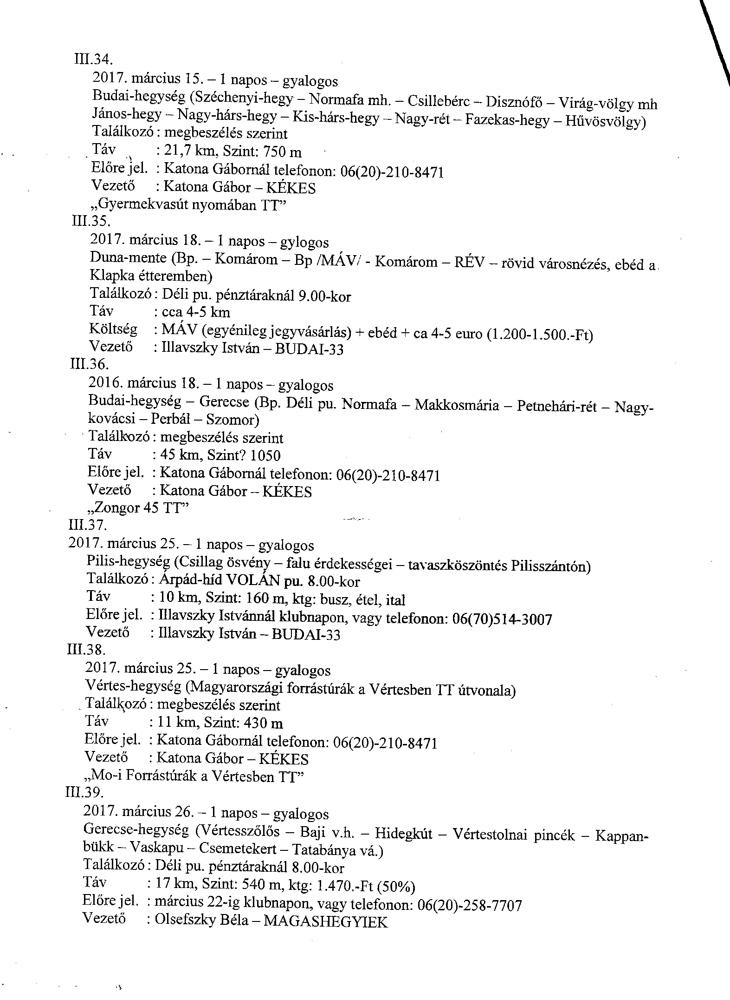 III.34.
2017. március 15. – 1 napos – gyalogos
Budai-hegység (Széchenyi-hegy – Normafa mh. – Csillebérc – Disznófő – Virág-völgy mh
János-hegy – Nagy-hárs-hegy – Kis-hárs-hegy – Nagy-rét – Fazekas-hegy – Hűvösvölgy)
Találkozó : megbeszélés szerint
Táv : 21,7 km, Szint: 750 m
Előre jel. : Katona Gábornál telefonon: 06(20)-210-8471
Vezető : Katona Gábor – KÉKES
„Gyermekvasút nyomában TT”
III.35.
2017. március 18. – 1 napos – gylogos
Duna-mente (Bp. – Komárom – Bp /MÁV/ - Komárom – RÉV – rövid városnézés, ebéd a
Klapka étteremben)
Találkozó : Déli pu. pénztáraknál 9.00-kor
Táv : cca 4-5 km
Költség : MÁV (egyénileg jegyvásárlás) + ebéd + ca 4-5 euro (1.200-1.500.-Ft)
Vezető : Illavszky István – BUDAI-33
III.36.
2016. március 18. – 1 napos – gyalogos
Budai-hegység – Gerecse (Bp. Déli pu. Normafa – Makkosmária – Petnehári-rét – Nagy-
kovácsi – Perbál – Szomor)
Találkozó : megbeszélés szerint
Táv : 45 km, Szint? 1050
Előre jel. : Katona Gábornál telefonon: 06(20)-210-8471
Vezető : Katona Gábor – KÉKES
„Zongor 45 TT”
III.37.
2017. március 25. – 1 napos – gyalogos
Pilis-hegység (Csillag ösvény – falu érdekességei – tavaszköszöntés Pilisszántón)
Találkozó : Árpád-híd VOLÁN pu. 8.00-kor
Táv : 10 km, Szint: 160 m, ktg: busz, étel, ital
Előre jel. : Illavszky Istvánnál klubnapon, vagy telefonon: 06(70)514-3007
Vezető : Illavszky István – BUDAI-33
III.38.
2017. március 25. – 1 napos – gyalogos
Vértes-hegység (Magyarországi forrástúrák a Vértesben TT útvonala)
Találkozó : megbeszélés szerint
Táv : 11 km, Szint: 430 m
Előre jel. : Katona Gábornál telefonon: 06(20)-210-8471
Vezető : Katona Gábor – KÉKES
„Mo-i Forrástúrák a Vértesben TT”
III.39.
2017. március 26. – 1 napos – gyalogos
Gerecse-hegység (Vértesszőlős – Baji v.h. – Hidegkút – Vértestolnai pincék – Kappan-
bükk – Vaskapu – Csemetekert – Tatabánya vá.)
Találkozó : Déli pu. pénztáraknál 8.00-kor
Táv : 17 km, Szint: 540 m, ktg: 1.470.-Ft (50%)
Előre jel. : március 22-ig klubnapon, vagy telefonon: 06(20)-258-7707
Vezető : Olsefszky Béla – MAGASHEGYIEK